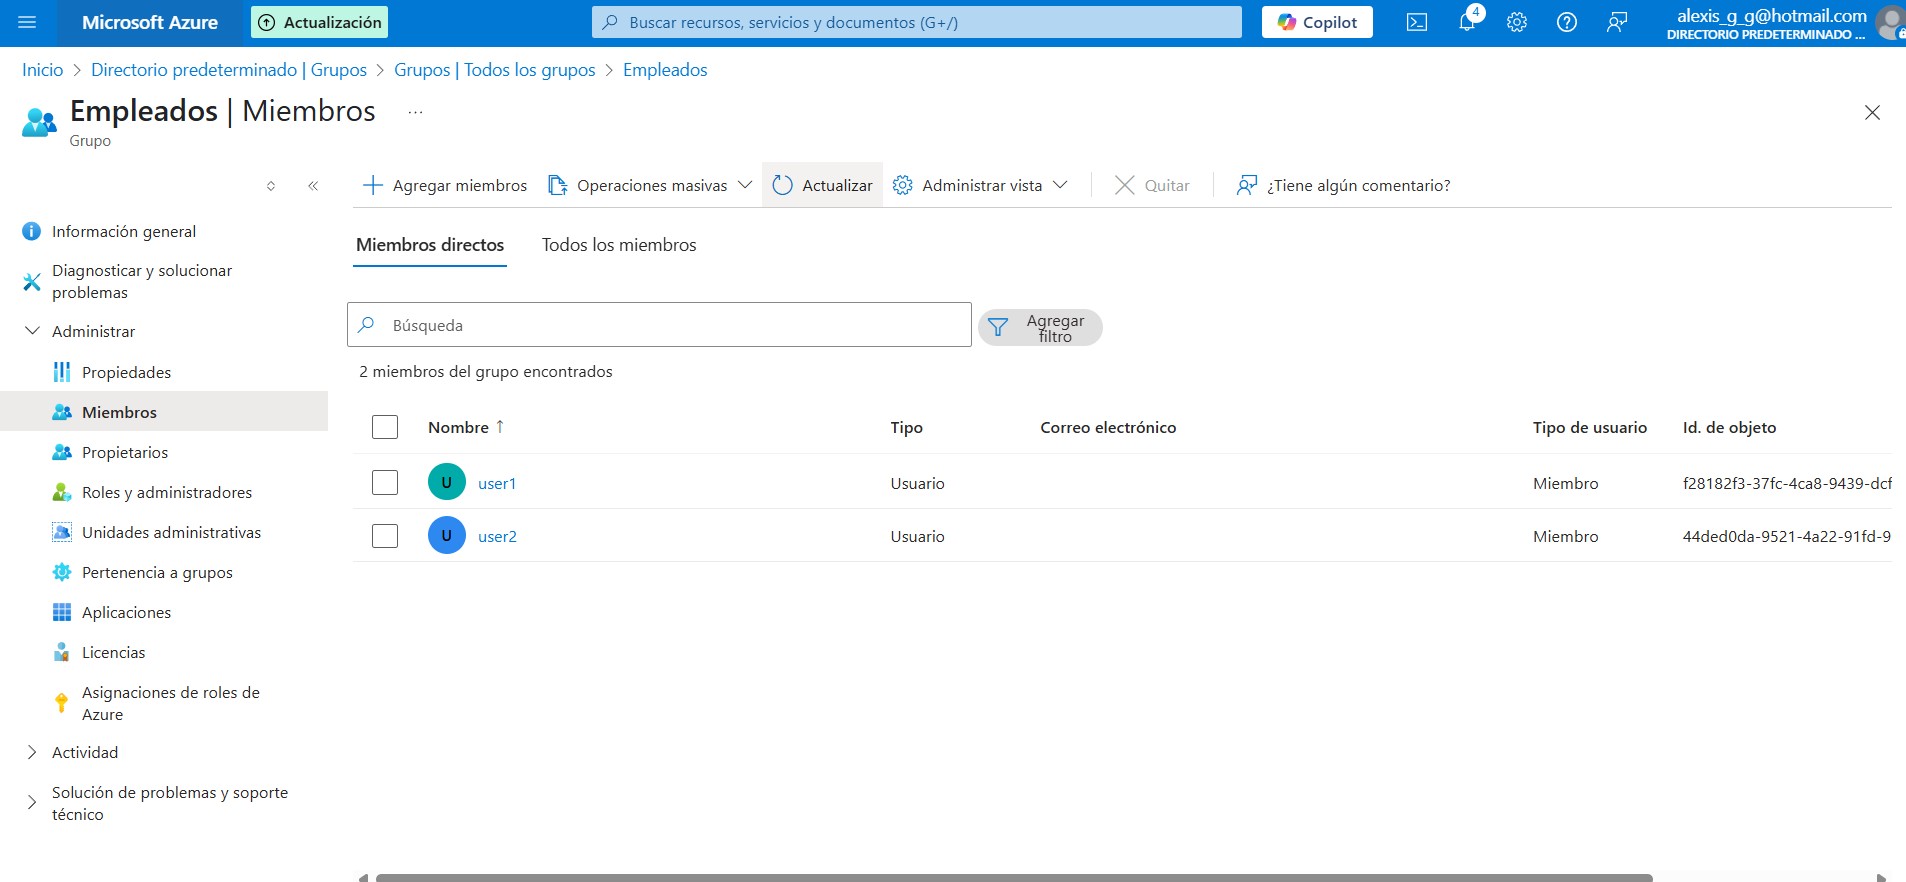 Microsoft Azure
Actualización
Buscar recursos, servicios y documentos (G+/)
Copilot
4
alexis_g_g@hotmail.com
DIRECTORIO PREDETERMINADO ...
Inicio > Directorio predeterminado | Grupos > Grupos | Todos los grupos > Empleados
Empleados | Miembros ...
Grupo
Agregar miembros
Operaciones masivas
Actualizar
Administrar vista
Quitar
¿Tiene algún comentario?
Información general
Diagnosticar y solucionar
problemas
Administrar
Propiedades
Miembros
Propietarios
Roles y administradores
Unidades administrativas
Pertenencia a grupos
Aplicaciones
Licencias
Asignaciones de roles de
Azure
Actividad
Solución de problemas y soporte
técnico
Miembros directos
Todos los miembros
Búsqueda
Agregar
filtro
2 miembros del grupo encontrados
Nombre ↑ Tipo Correo electrónico Tipo de usuario Id. de objeto
U user1 Usuario Miembro f28182f3-37fc-4ca8-9439-dcf
U user2 Usuario Miembro 44ded0da-9521-4a22-91fd-9